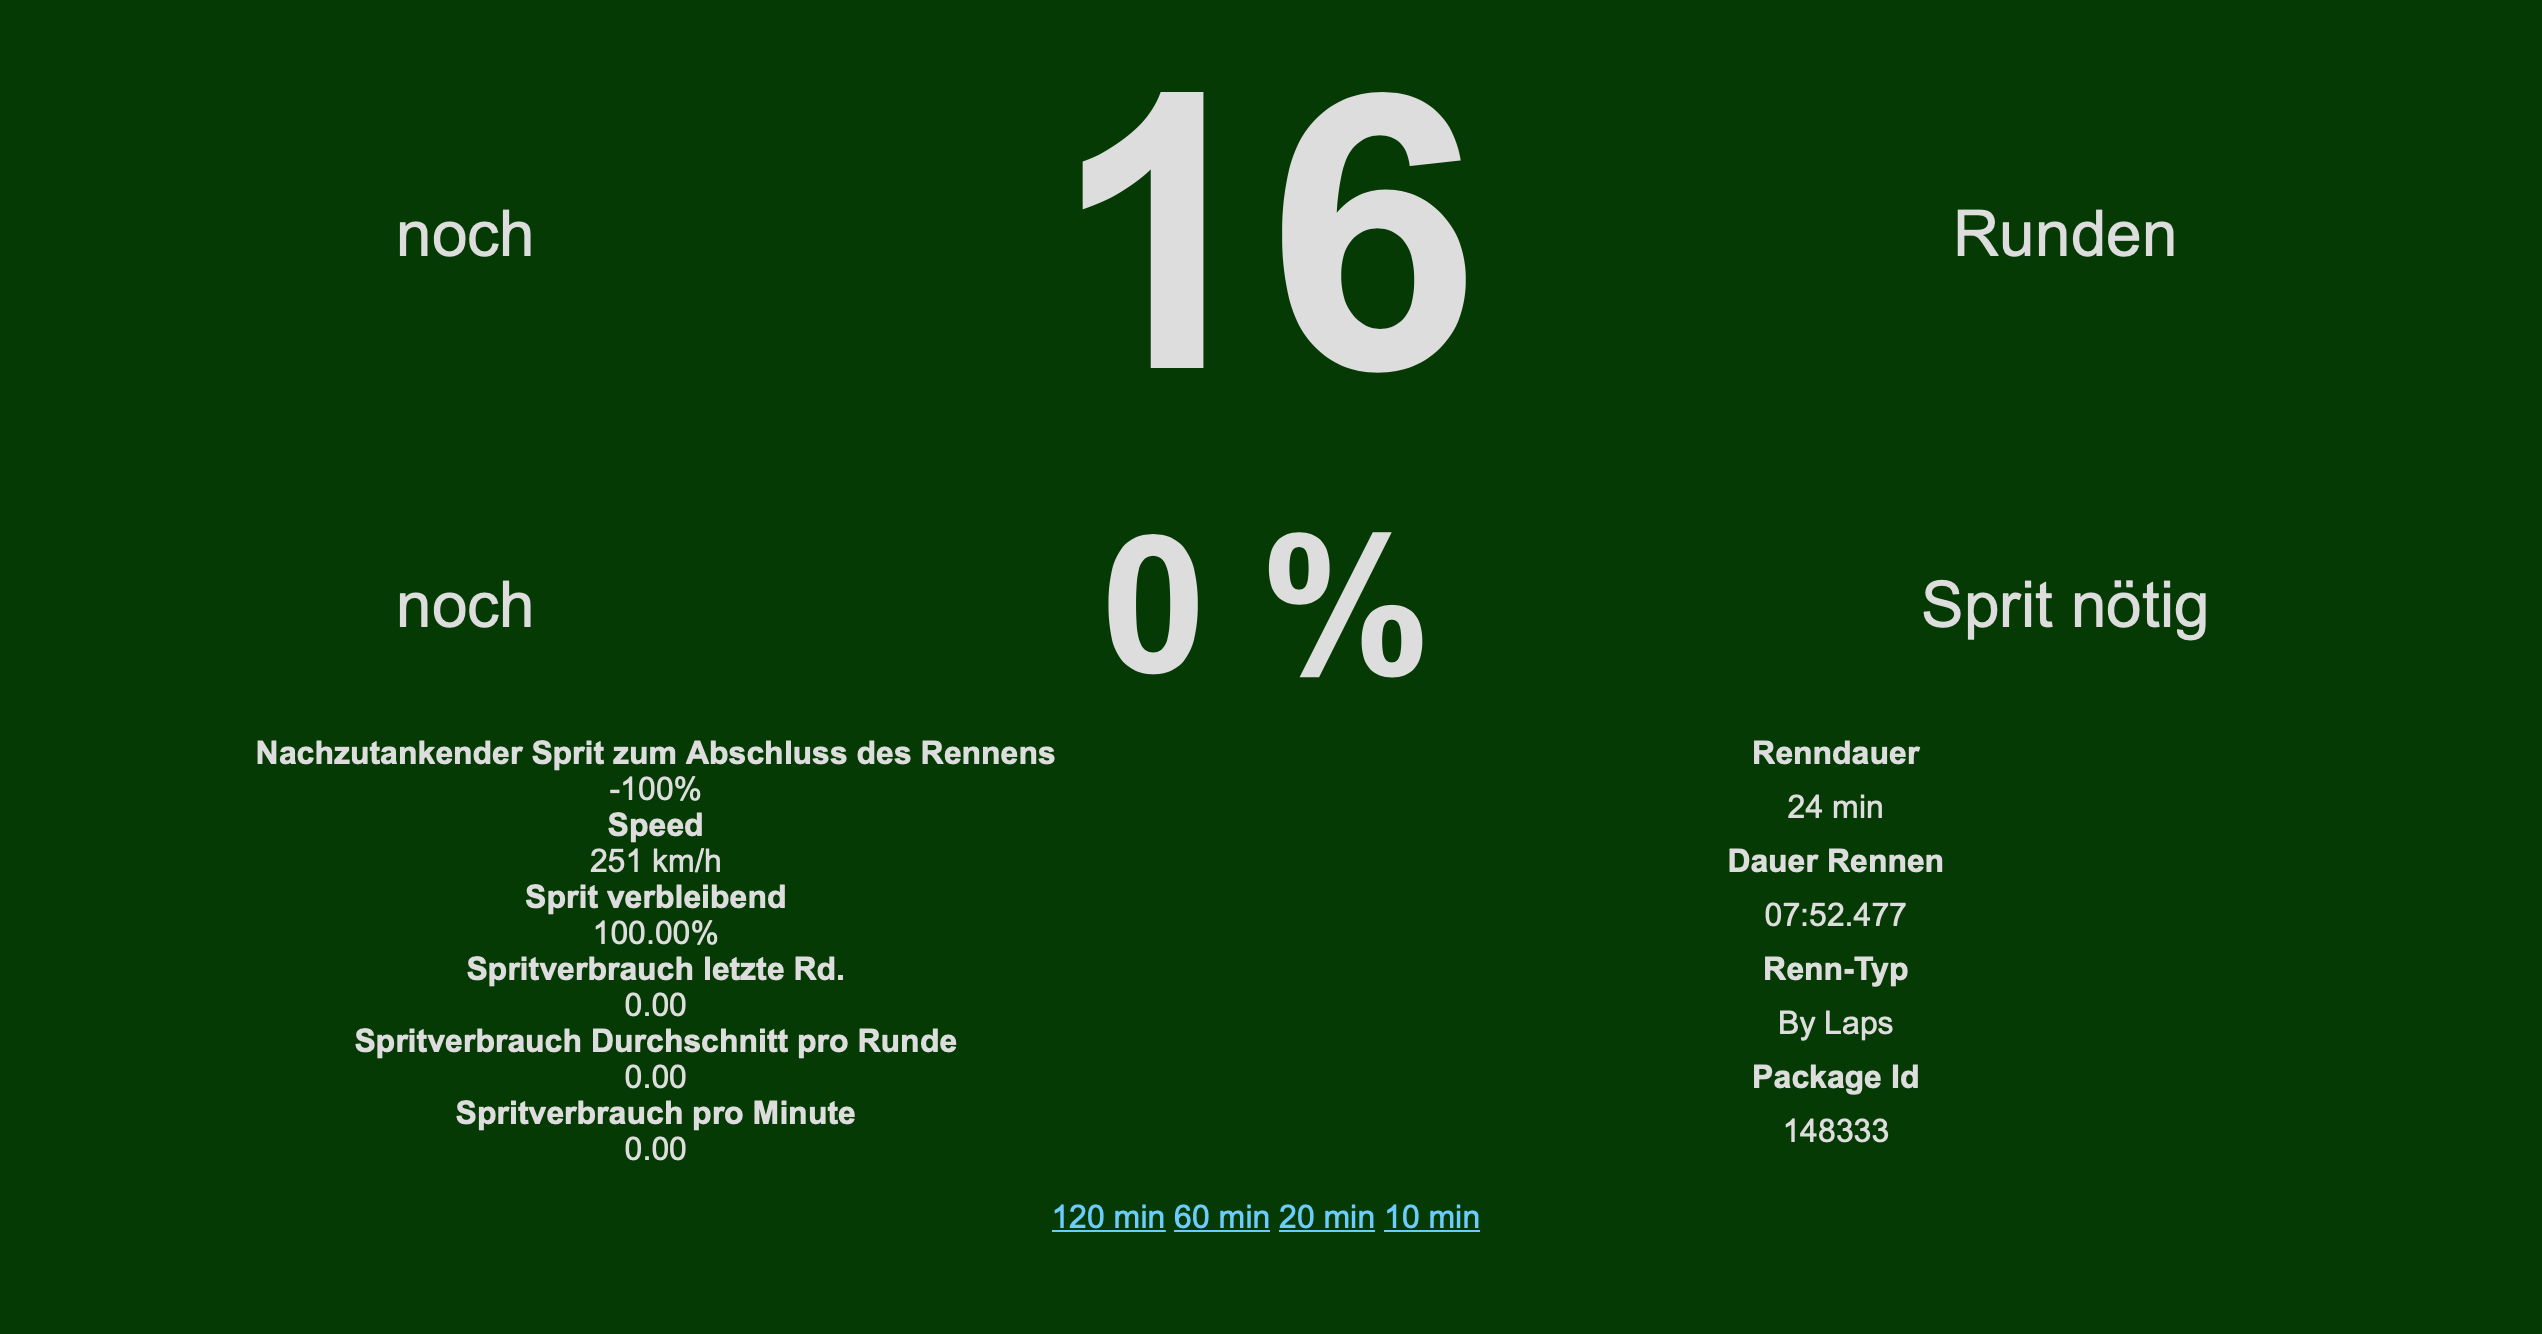 noch 16 Runden
noch 0 % Sprit nötig
Nachzutankender Sprit zum Abschluss des Rennens
-100%
Speed
251 km/h
Sprit verbleibend
100.00%
Spritverbrauch letzte Rd.
0.00
Spritverbrauch Durchschnitt pro Runde
0.00
Spritverbrauch pro Minute
0.00
Renndauer
24 min
Dauer Rennen
07:52.477
Renn-Typ
By Laps
Package Id
148333
120 min 60 min 20 min 10 min